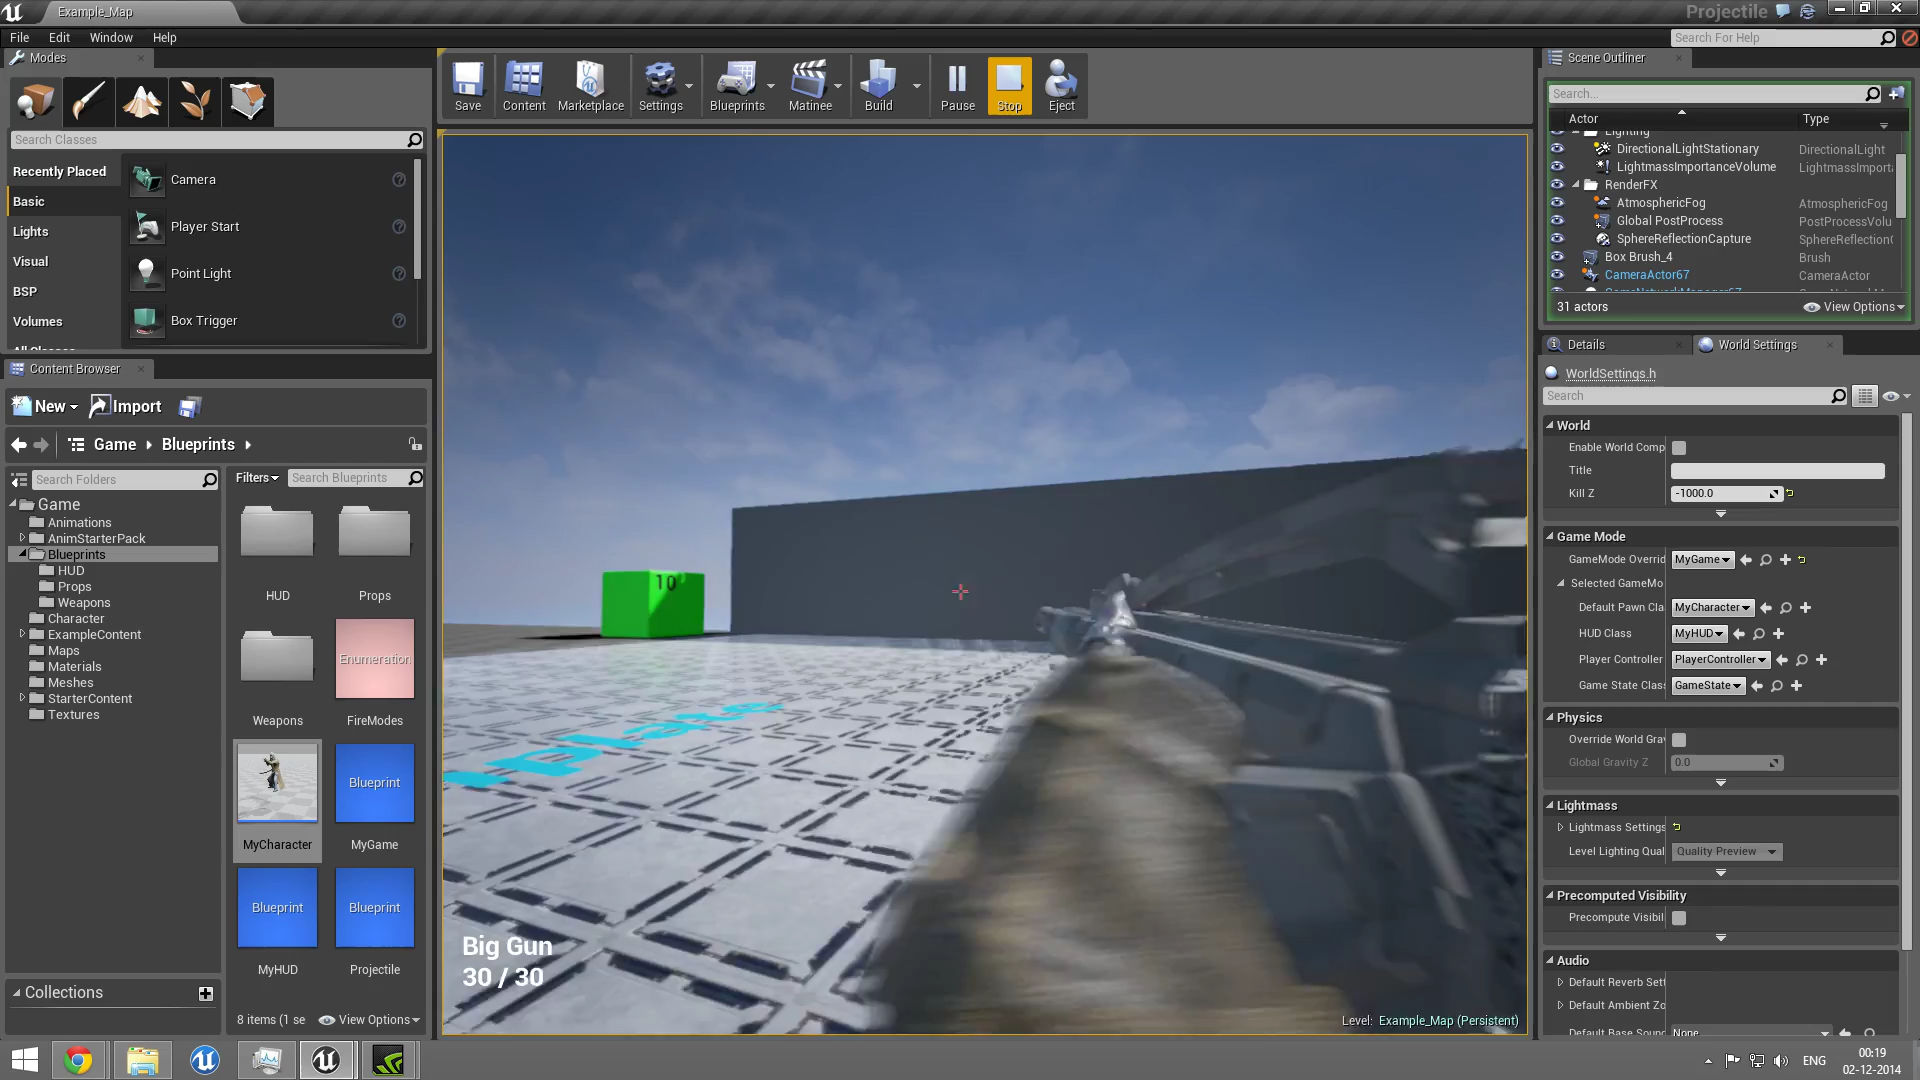 Example_Map
Projectile
File Edit Window Help
Search For Help
Modes
Search Classes
Recently Placed
Basic
Lights
Visual
BSP
Volumes
All Classes
Camera
Player Start
Point Light
Box Trigger
Save
Content
Marketplace
Settings
Blueprints
Matinee
Build
Pause
Stop
Eject
Content Browser
New
Import
Game
Blueprints
Search Folders
Game
Animations
AnimStarterPack
Blueprints
HUD
Props
Weapons
Character
ExampleContent
Maps
Materials
Meshes
StarterContent
Textures
Collections
Filters
Search Blueprints
HUD
Props
Weapons
Enumeration
FireModes
MyCharacter
Blueprint
MyGame
Blueprint
MyHUD
Blueprint
Projectile
8 items (1 se
View Options
10
Big Gun
30 / 30
Level: Example_Map (Persistent)
Scene Outliner
Search...
Actor Type
Lighting
DirectionalLightStationary DirectionalLight
LightmassImportanceVolume LightmassImporta
RenderFX
AtmosphericFog AtmosphericFog
Global PostProcess PostProcessVolu
SphereReflectionCapture SphereReflection
Box Brush_4 Brush
CameraActor67 CameraActor
31 actors
View Options
Details
World Settings
WorldSettings.h
Search
World
Enable World Comp
Title
Kill Z -1000.0
Game Mode
GameMode Overrid MyGame
Selected GameMo
Default Pawn Cla MyCharacter
HUD Class MyHUD
Player Controller PlayerController
Game State Clas GameState
Physics
Override World Gra
Global Gravity Z 0.0
Lightmass
Lightmass Settings
Level Lighting Qual Quality Preview
Precomputed Visibility
Precompute Visibil
Audio
Default Reverb Sett
Default Ambient Zo
Default Base Soun None
ENG
00:19
02-12-2014